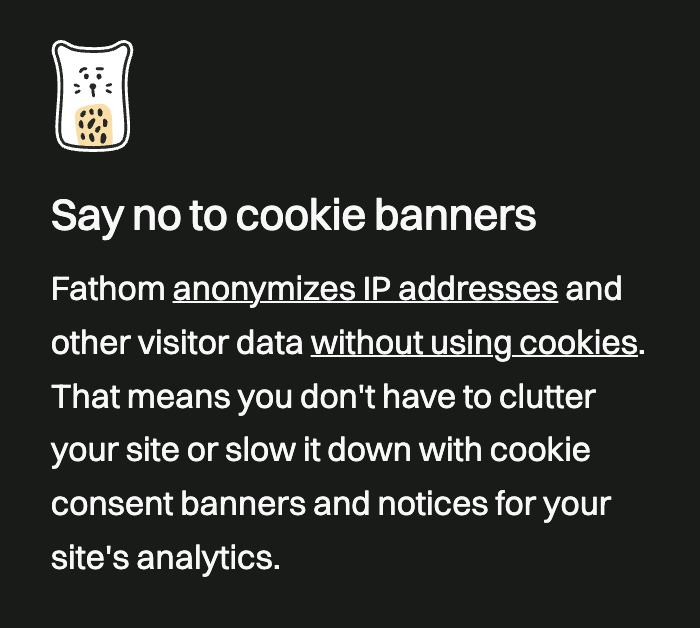 Say no to cookie banners
Fathom anonymizes IP addresses and
other visitor data without using cookies.
That means you don't have to clutter
your site or slow it down with cookie
consent banners and notices for your
site's analytics.